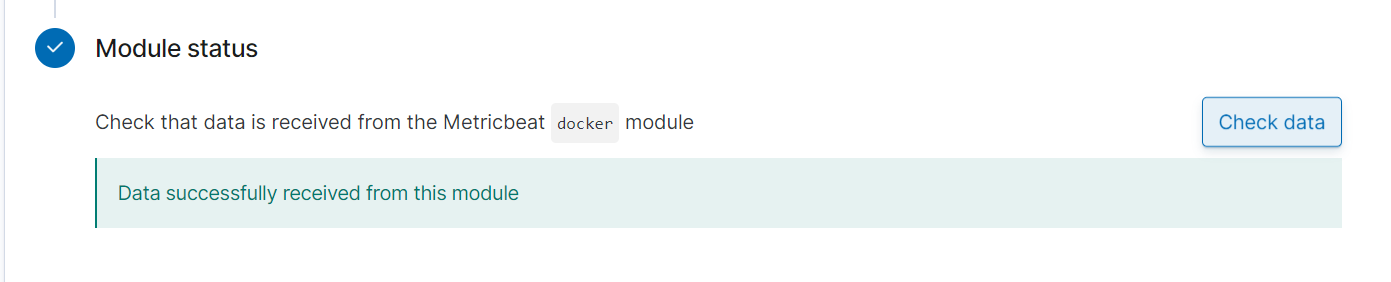 Module status
Check that data is received from the Metricbeat docker module
Check data
Data successfully received from this module